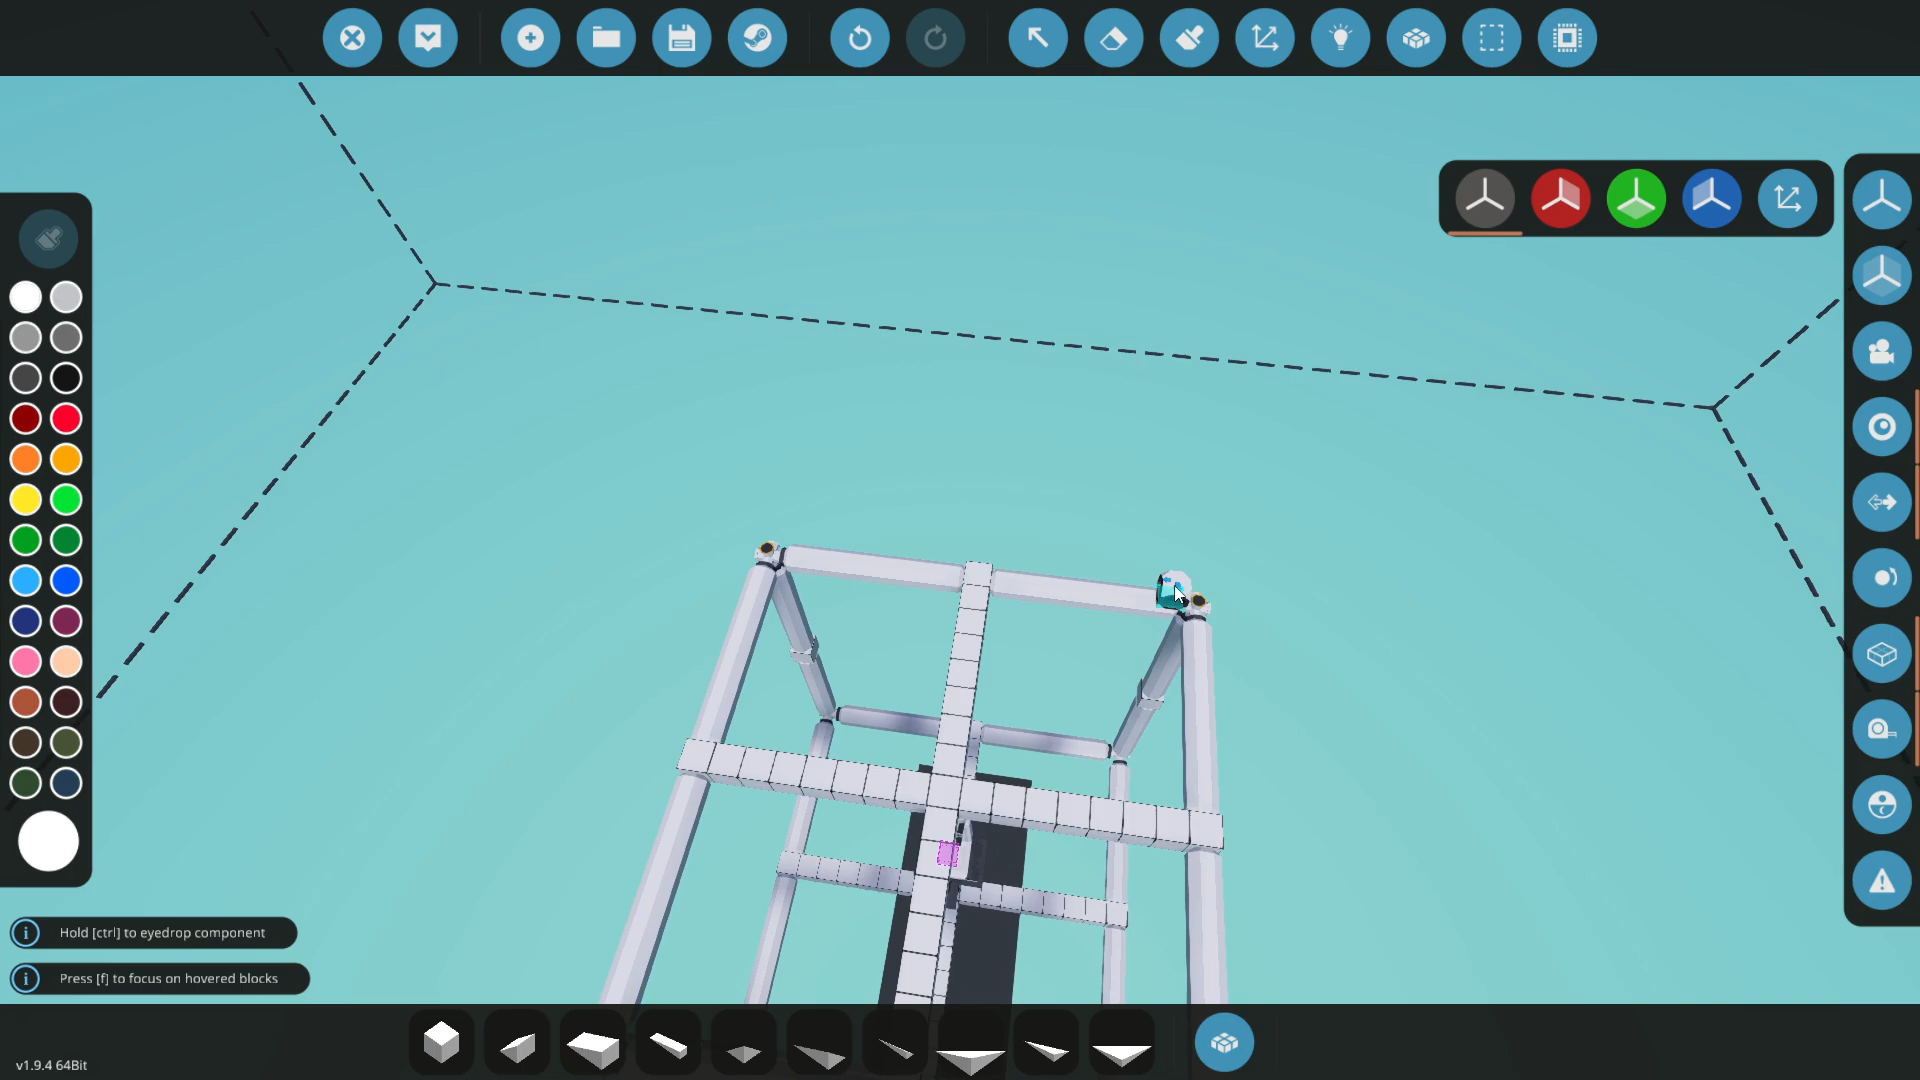 Hold [ctrl] to eyedrop component
Press [f] to focus on hovered blocks
v1.9.4 64Bit